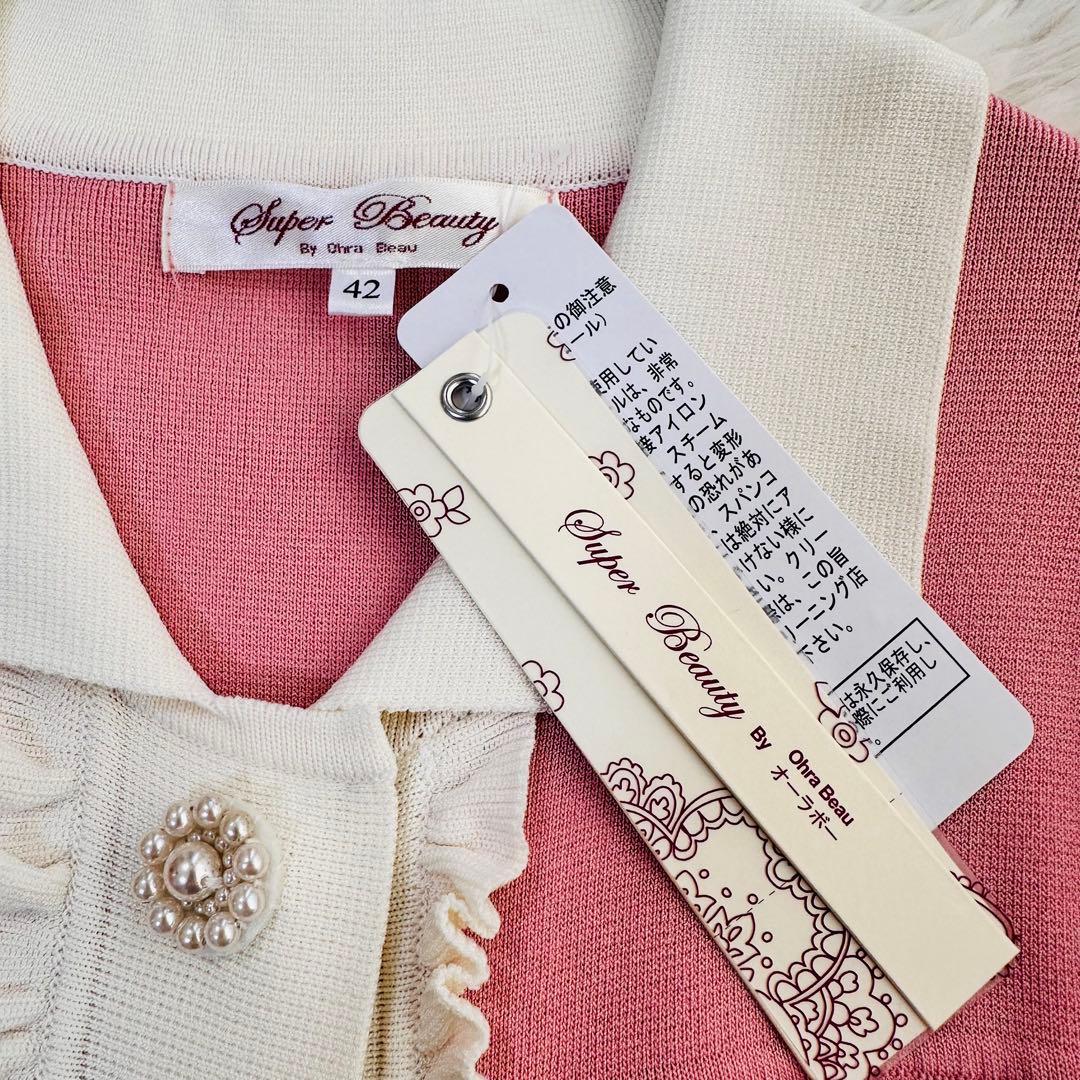 Super Beauty
By Ohra Beau
42
の御注意
ール）
使用してい
ルは、非常
なものです。
接アイロン
、スチーム
すると変形
の恐れがあ
、スパンコ
は絶対にア
けない様に
い。クリー
際は、この旨
リーニング店
下さい。
は永久保存し、
際にご利用し
。
Super Beauty By Ohra Beau
オーラボー